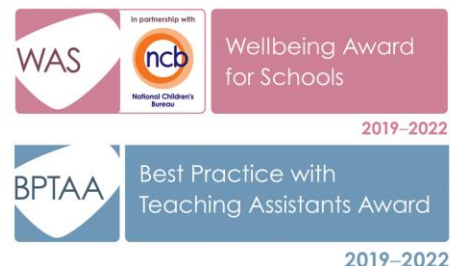 WAS
in partnership with
ncb
National Children's
Bureau
Wellbeing Award
for Schools
2019–2022
BPTAA
Best Practice with
Teaching Assistants Award
2019–2022